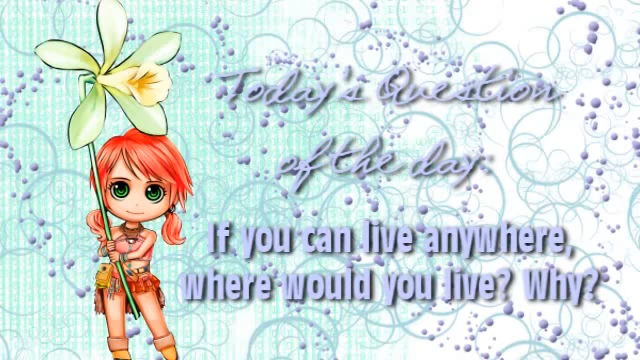 Today's Question
of the day:
If you can live anywhere,
where would you live? Why?